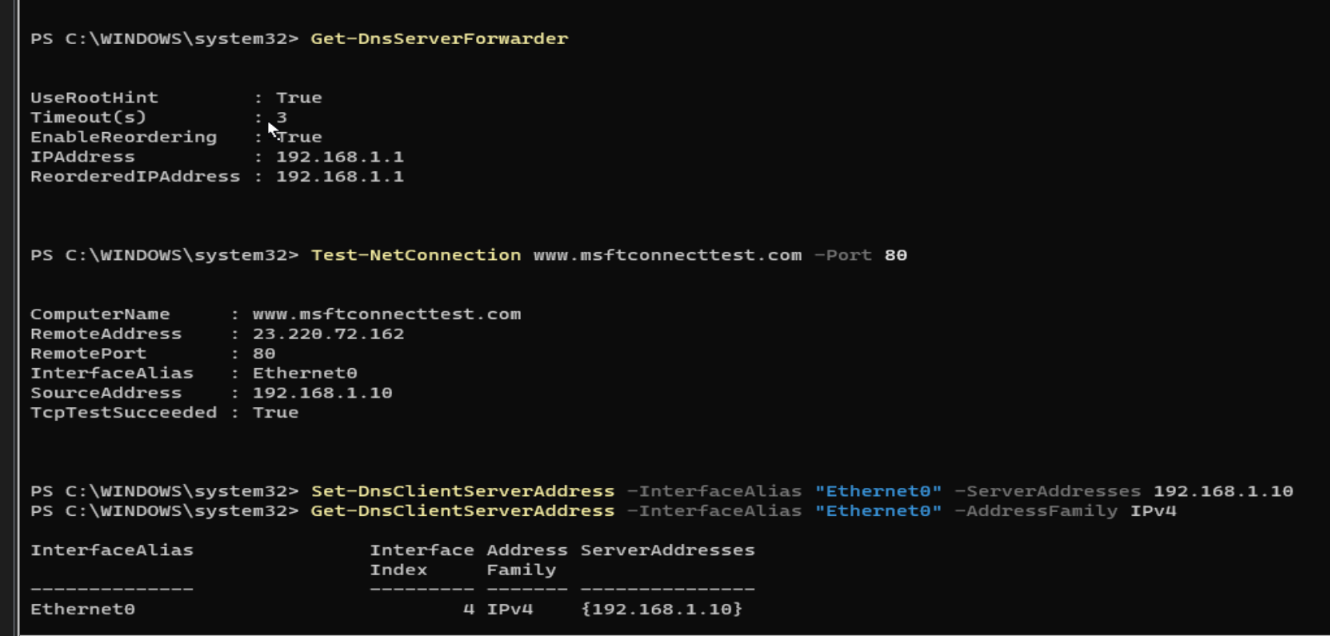 PS C:\WINDOWS\system32> Get-DnsServerForwarder
UseRootHint        : True
Timeout(s)         : 3
EnableReordering   : True
IPAddress          : 192.168.1.1
ReorderedIPAddress : 192.168.1.1
PS C:\WINDOWS\system32> Test-NetConnection www.msftconnecttest.com -Port 80
ComputerName     : www.msftconnecttest.com
RemoteAddress    : 23.220.72.162
RemotePort       : 80
InterfaceAlias   : Ethernet0
SourceAddress    : 192.168.1.10
TcpTestSucceeded : True
PS C:\WINDOWS\system32> Set-DnsClientServerAddress -InterfaceAlias "Ethernet0" -ServerAddresses 192.168.1.10
PS C:\WINDOWS\system32> Get-DnsClientServerAddress -InterfaceAlias "Ethernet0" -AddressFamily IPv4
InterfaceAlias               Interface Address ServerAddresses
                             Index     Family
--------------               --------- ------- ---------------
Ethernet0                            4 IPv4    {192.168.1.10}